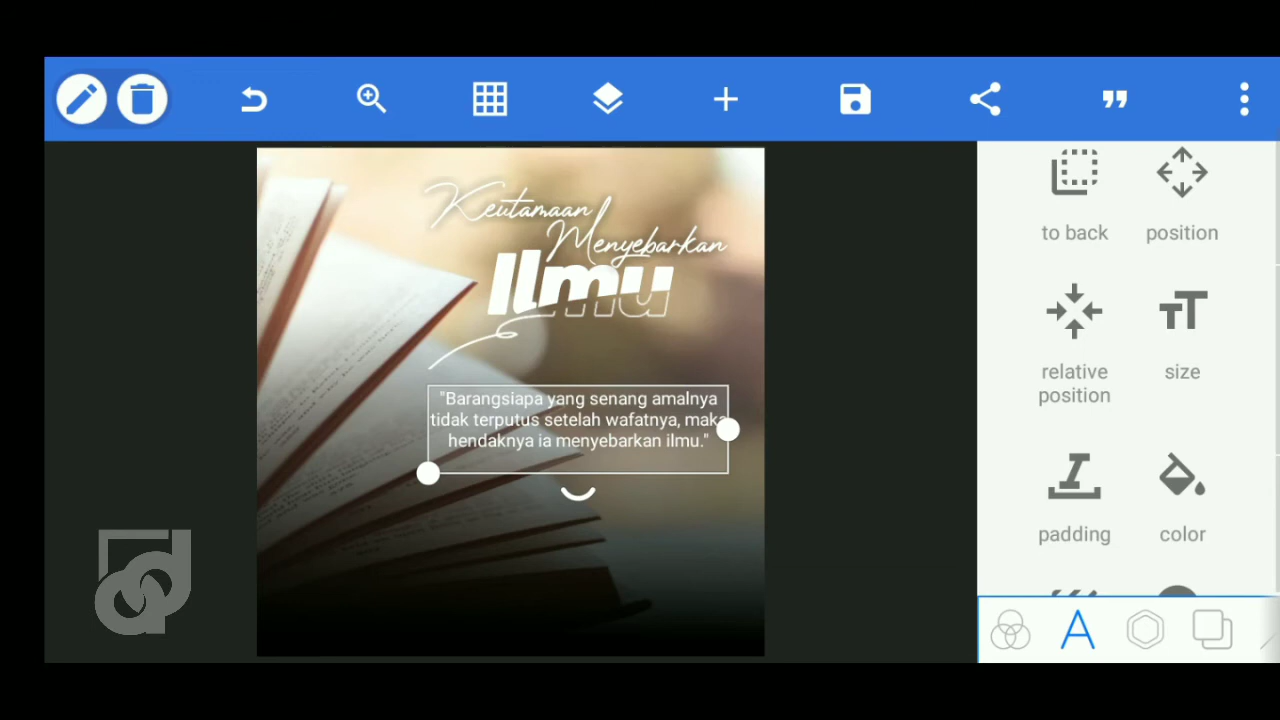 Keutamaan
Menyebarkan
Ilmu
"Barangsiapa yang senang amalnya
tidak terputus setelah wafatnya, maka
hendaknya ia menyebarkan ilmu."
to back
position
relative
position
size
padding
color